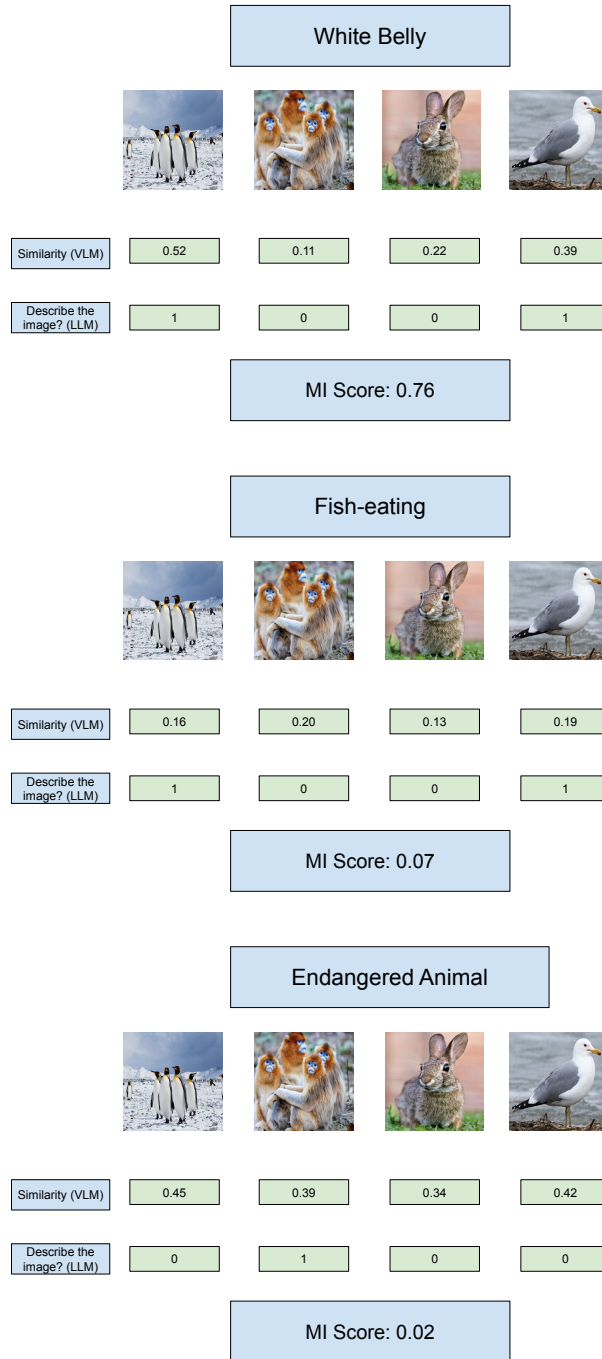 White Belly
Similarity (VLM) 0.52 0.11 0.22 0.39
Describe the
image? (LLM) 1 0 0 1
MI Score: 0.76
Fish-eating
Similarity (VLM) 0.16 0.20 0.13 0.19
Describe the
image? (LLM) 1 0 0 1
MI Score: 0.07
Endangered Animal
Similarity (VLM) 0.45 0.39 0.34 0.42
Describe the
image? (LLM) 0 1 0 0
MI Score: 0.02